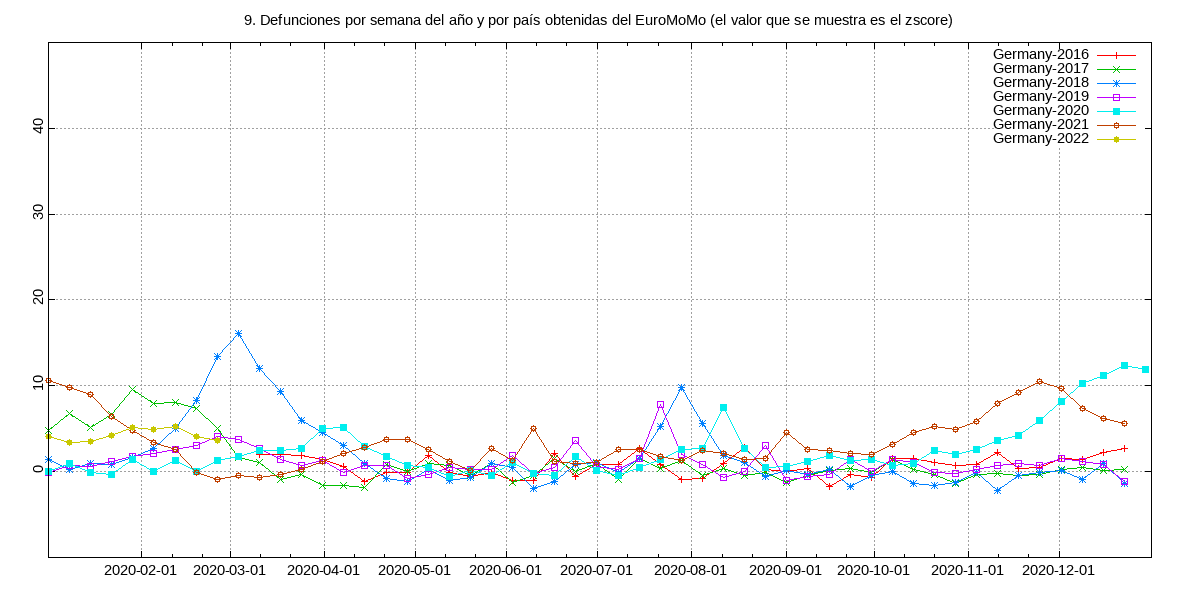 9. Defunciones por semana del año y por país obtenidas del EuroMoMo (el valor que se muestra es el zscore)
Germany-2016
Germany-2017
Germany-2018
Germany-2019
Germany-2020
Germany-2021
Germany-2022
40
30
20
10
0
2020-02-01 2020-03-01 2020-04-01 2020-05-01 2020-06-01 2020-07-01 2020-08-01 2020-09-01 2020-10-01 2020-11-01 2020-12-01